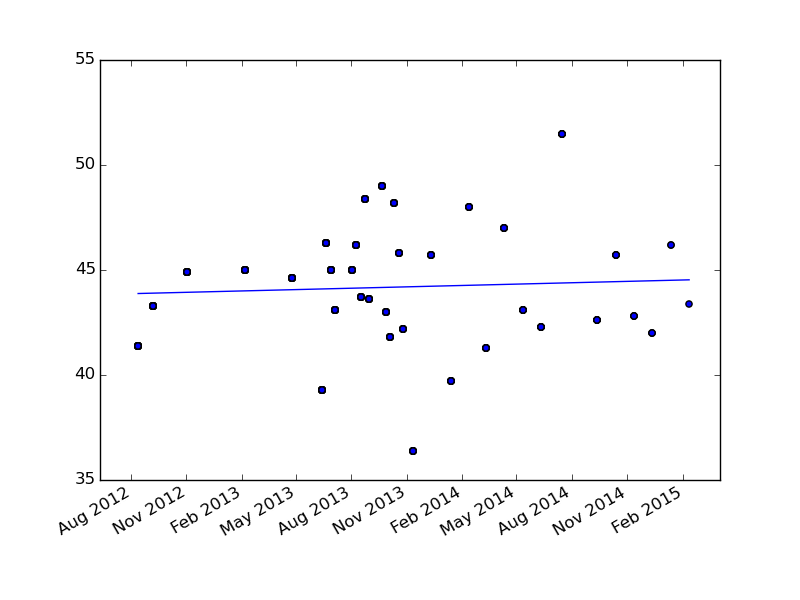 55
50
45
40
35
Aug 2012
Nov 2012
Feb 2013
May 2013
Aug 2013
Nov 2013
Feb 2014
May 2014
Aug 2014
Nov 2014
Feb 2015